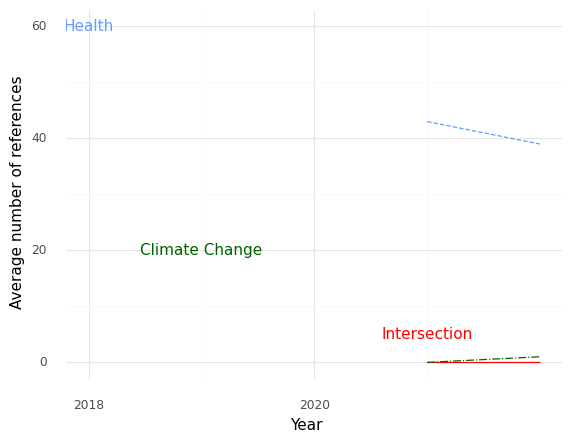 60
Health
40
20
Climate Change
Intersection
0
2018
2020
Year
Average number of references